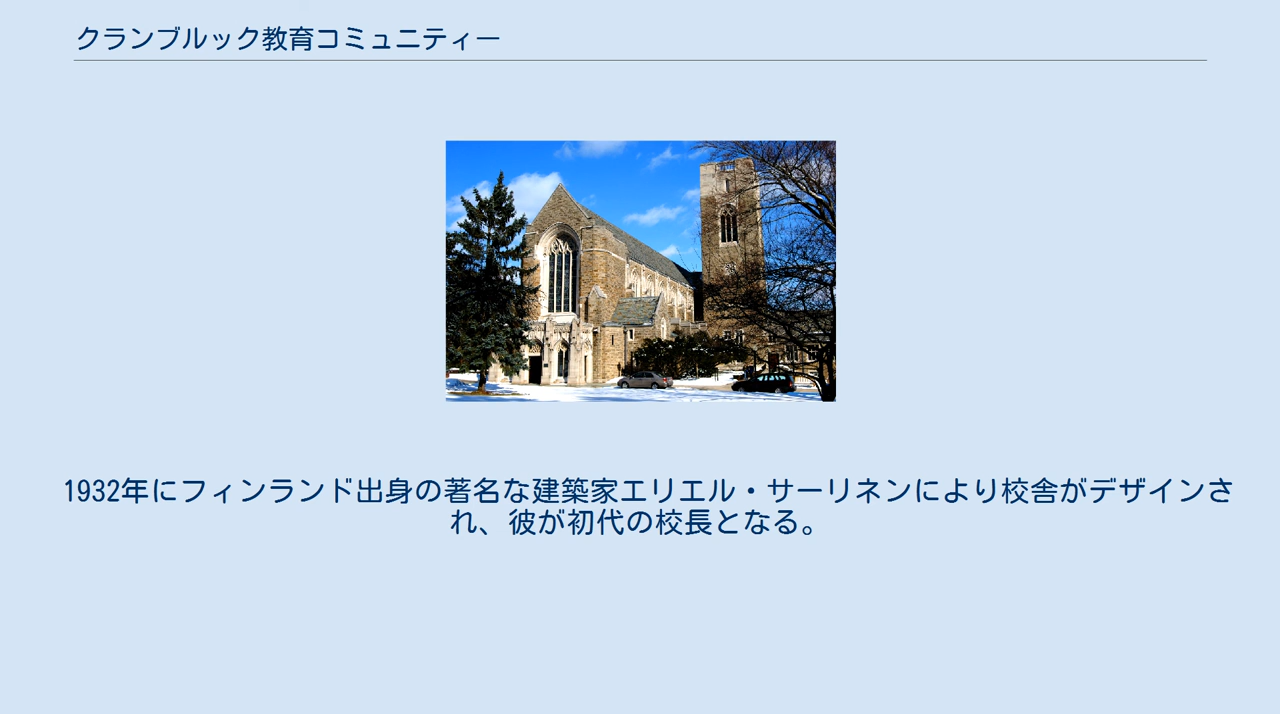 クランブルック教育コミュニティー
1932年にフィンランド出身の著名な建築家エリエル・サーリネンにより校舎がデザインさ
れ、彼が初代の校長となる。